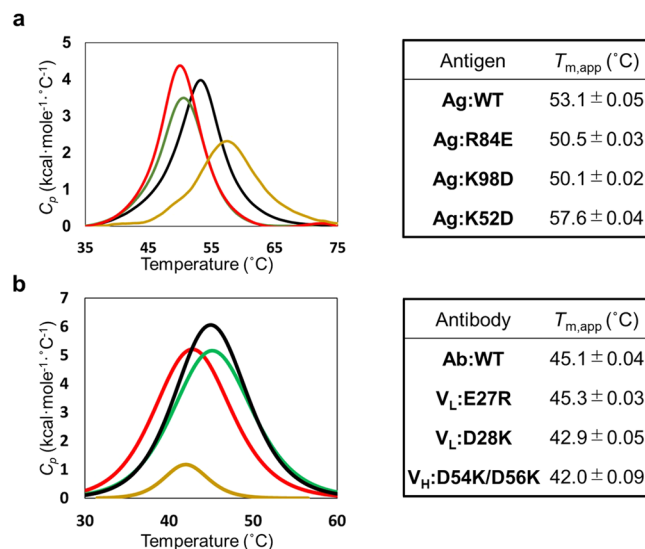 a
5
4
3
2
1
0
Cp (kcal·mole⁻¹·˚C⁻¹)
35 45 55 65 75
Temperature (˚C)
Antigen Tm,app (˚C)
Ag:WT 53.1 ± 0.05
Ag:R84E 50.5 ± 0.03
Ag:K98D 50.1 ± 0.02
Ag:K52D 57.6 ± 0.04
b
7
6
5
4
3
2
1
0
Cp (kcal·mole⁻¹·˚C⁻¹)
30 40 50 60
Temperature (˚C)
Antibody Tm,app (˚C)
Ab:WT 45.1 ± 0.04
VL:E27R 45.3 ± 0.03
VL:D28K 42.9 ± 0.05
VH:D54K/D56K 42.0 ± 0.09